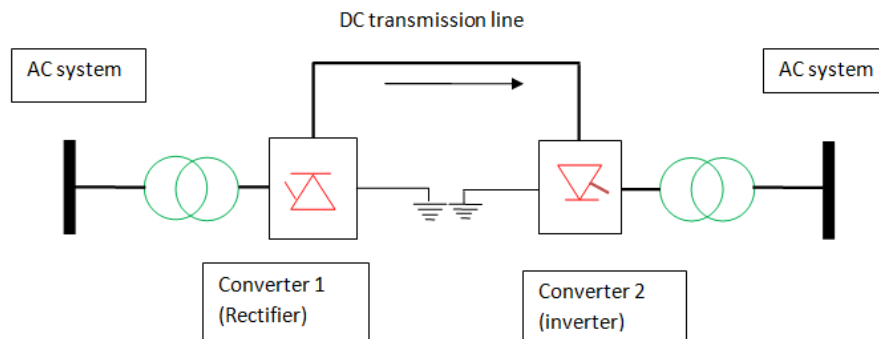 DC transmission line
AC system
AC system
Converter 1
(Rectifier)
Converter 2
(inverter)